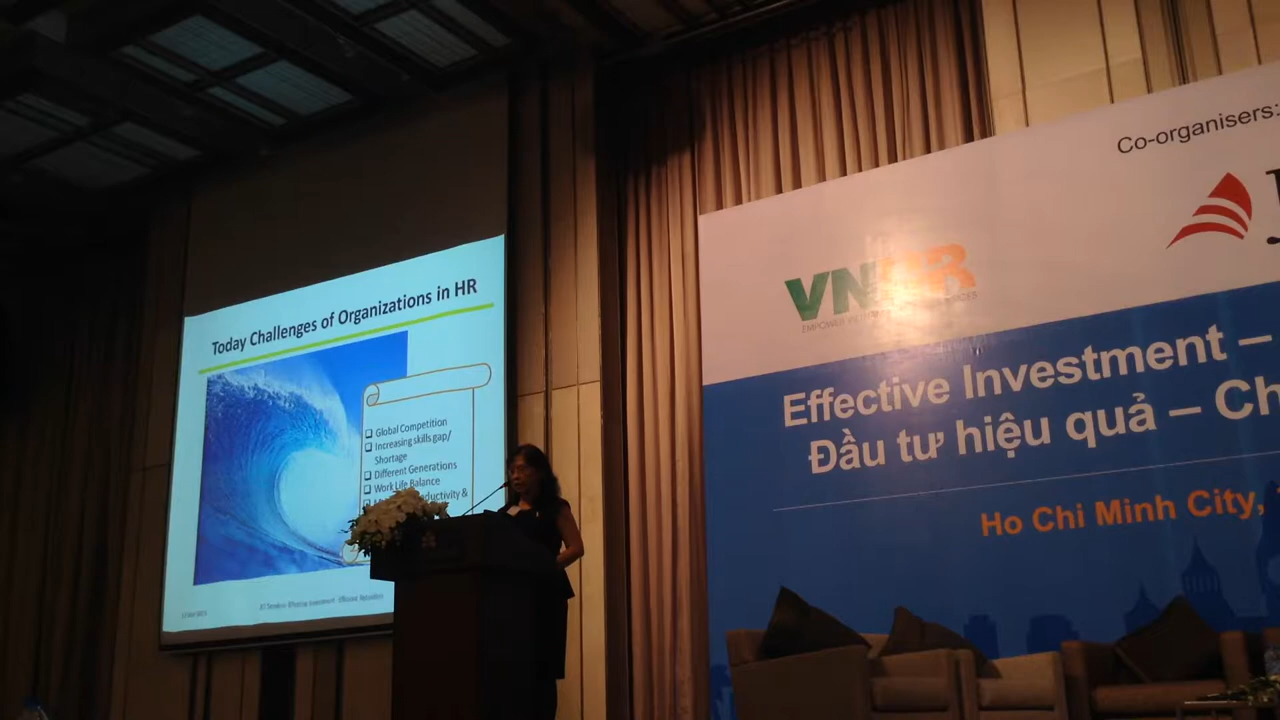 Today Challenges of Organizations in HR
Global Competition
Increasing skills gap/
Shortage
Different Generations
Work Life Balance
Co-organisers:
VNHR
Effective Investment –
Đầu tư hiệu quả – Ch
Ho Chi Minh City,